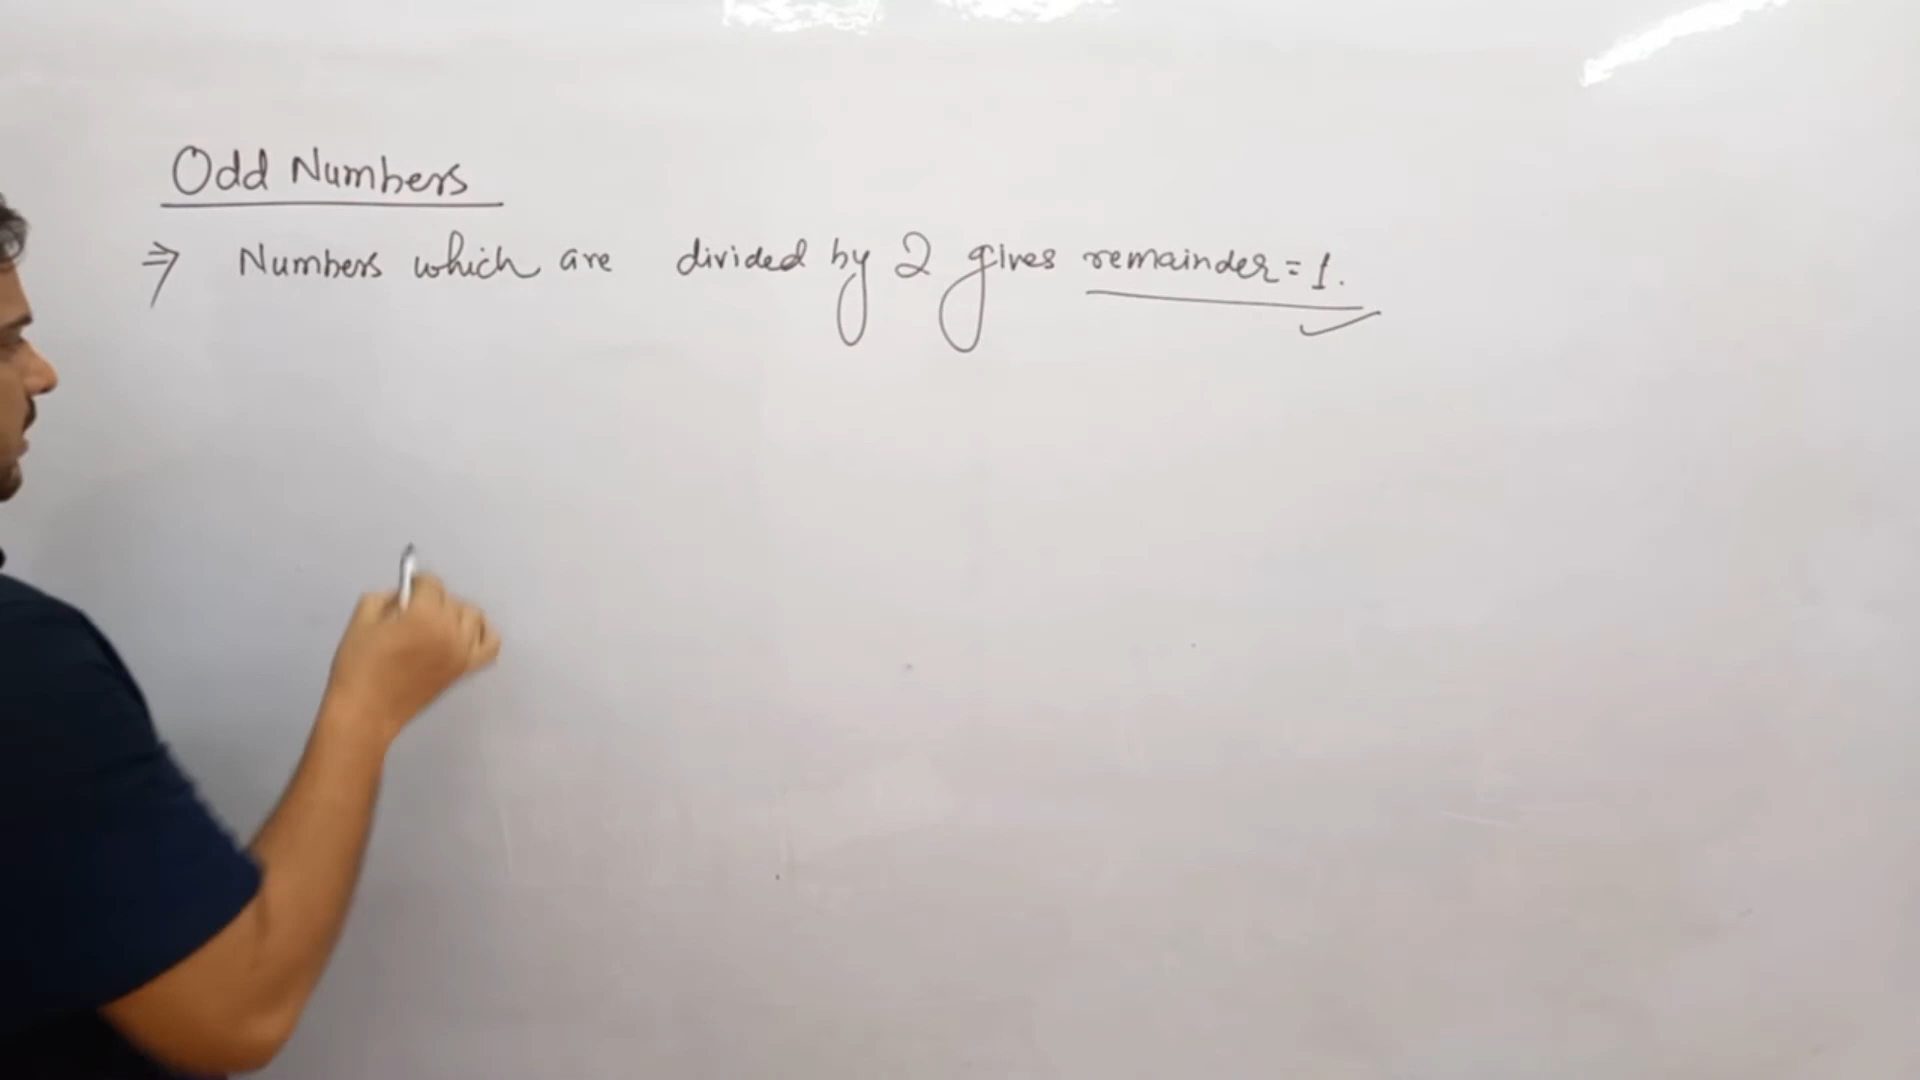 Odd Numbers
⇒ Numbers which are divided by 2 gives remainder = 1.